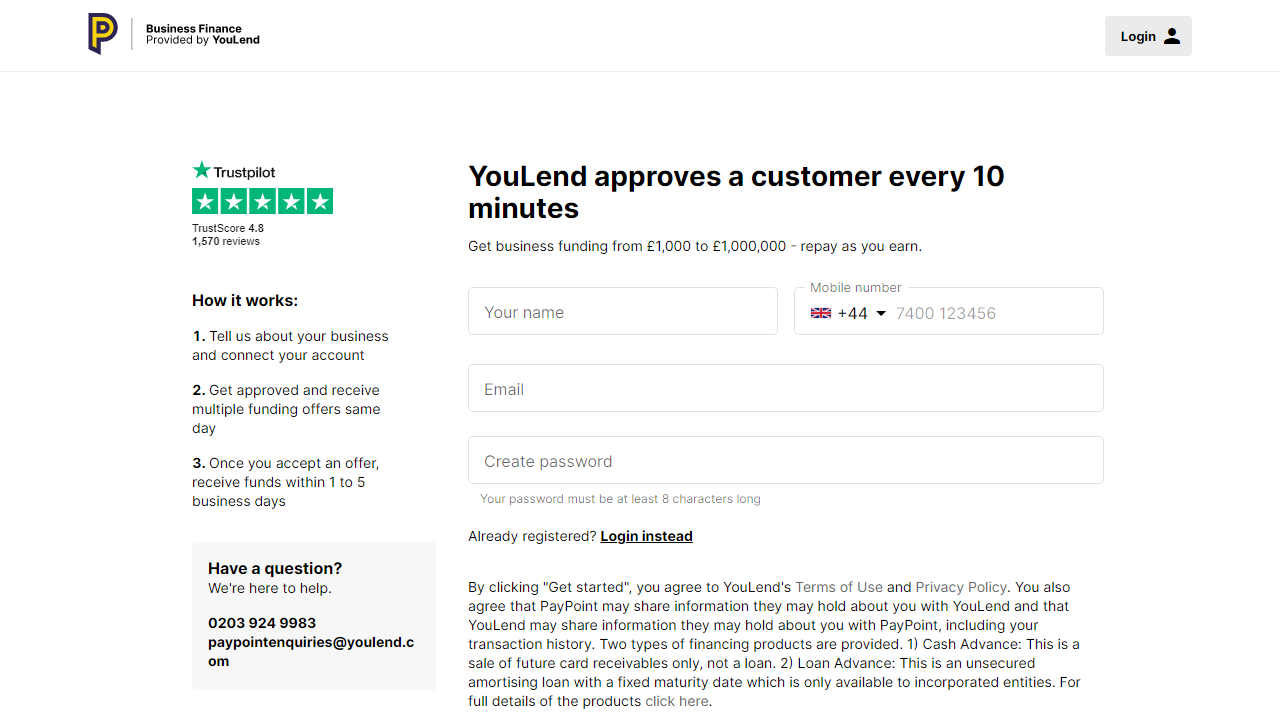 Business Finance
Provided by YouLend
Login
Trustpilot
TrustScore 4.8
1,570 reviews
How it works:
1. Tell us about your business
and connect your account
2. Get approved and receive
multiple funding offers same
day
3. Once you accept an offer,
receive funds within 1 to 5
business days
Have a question?
We're here to help.
0203 924 9983
paypointenquiries@youlend.c
om
YouLend approves a customer every 10
minutes
Get business funding from £1,000 to £1,000,000 - repay as you earn.
Your name
Mobile number
+44 7400 123456
Email
Create password
Your password must be at least 8 characters long
Already registered? Login instead
By clicking "Get started", you agree to YouLend's Terms of Use and Privacy Policy. You also
agree that PayPoint may share information they may hold about you with YouLend and that
YouLend may share information they may hold about you with PayPoint, including your
transaction history. Two types of financing products are provided. 1) Cash Advance: This is a
sale of future card receivables only, not a loan. 2) Loan Advance: This is an unsecured
amortising loan with a fixed maturity date which is only available to incorporated entities. For
full details of the products click here.